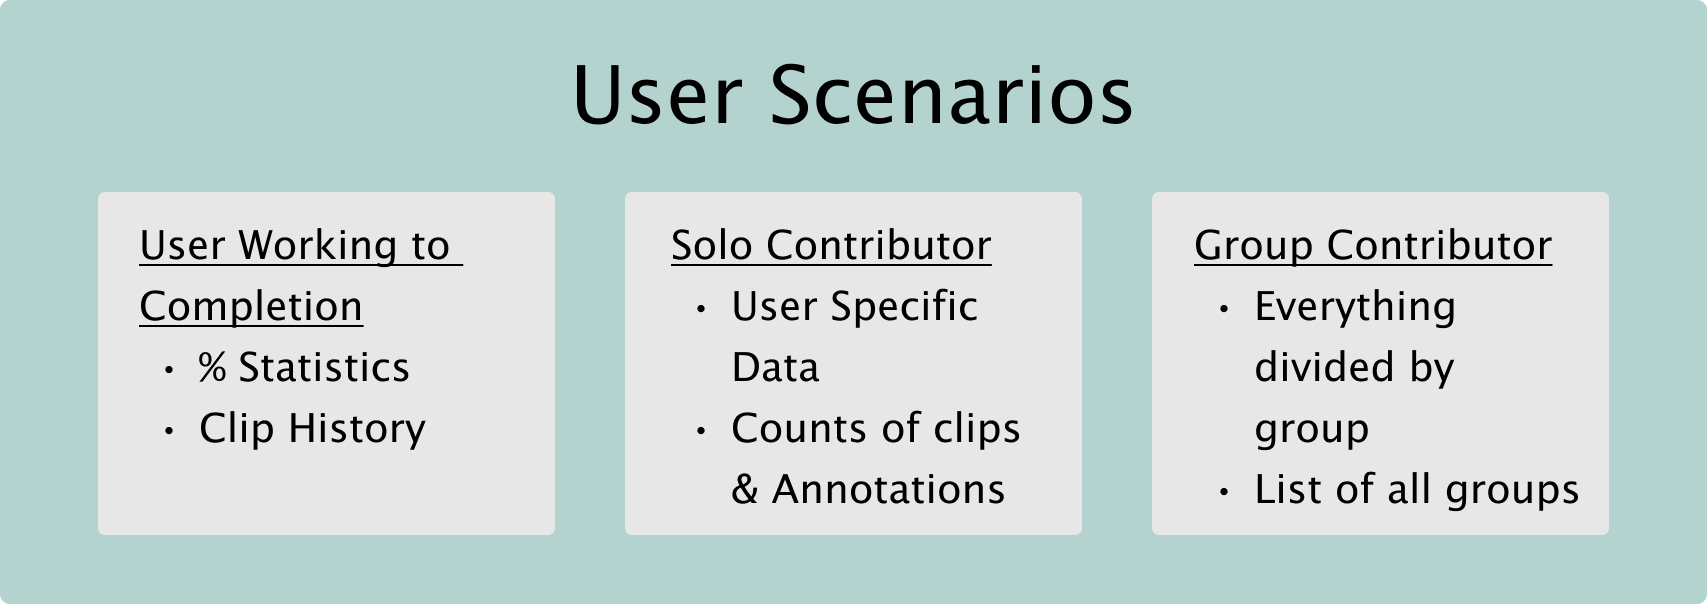 User Scenarios
User Working to
Completion
• % Statistics
• Clip History
Solo Contributor
• User Specific
Data
• Counts of clips
& Annotations
Group Contributor
• Everything
divided by
group
• List of all groups